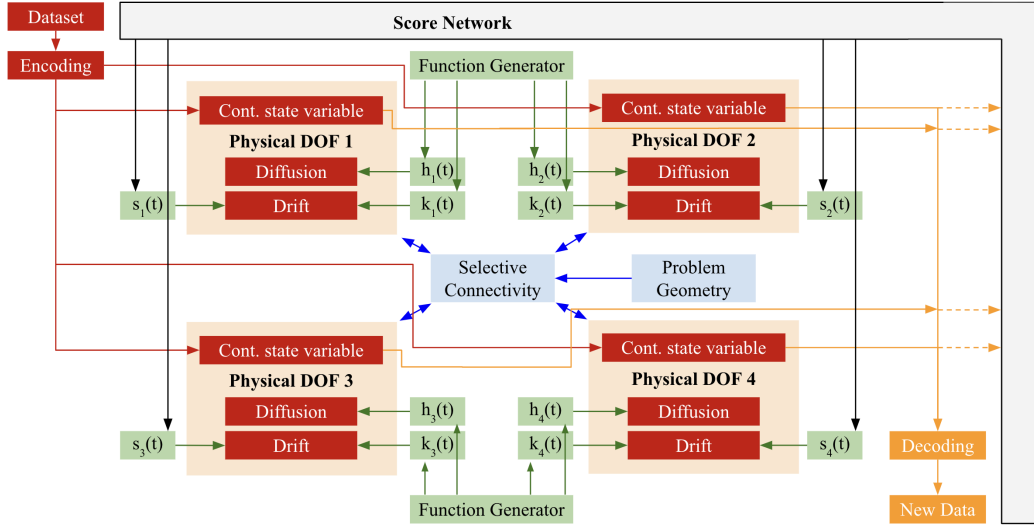 Dataset
Score Network
Encoding
Function Generator
Cont. state variable
Cont. state variable
Physical DOF 1
Physical DOF 2
Diffusion
h₁(t)
h₂(t)
Diffusion
s₁(t)
Drift
k₁(t)
k₂(t)
Drift
s₂(t)
Selective
Connectivity
Problem
Geometry
Cont. state variable
Cont. state variable
Physical DOF 3
Physical DOF 4
Diffusion
h₃(t)
h₄(t)
Diffusion
s₃(t)
Drift
k₃(t)
k₄(t)
Drift
s₄(t)
Decoding
Function Generator
New Data